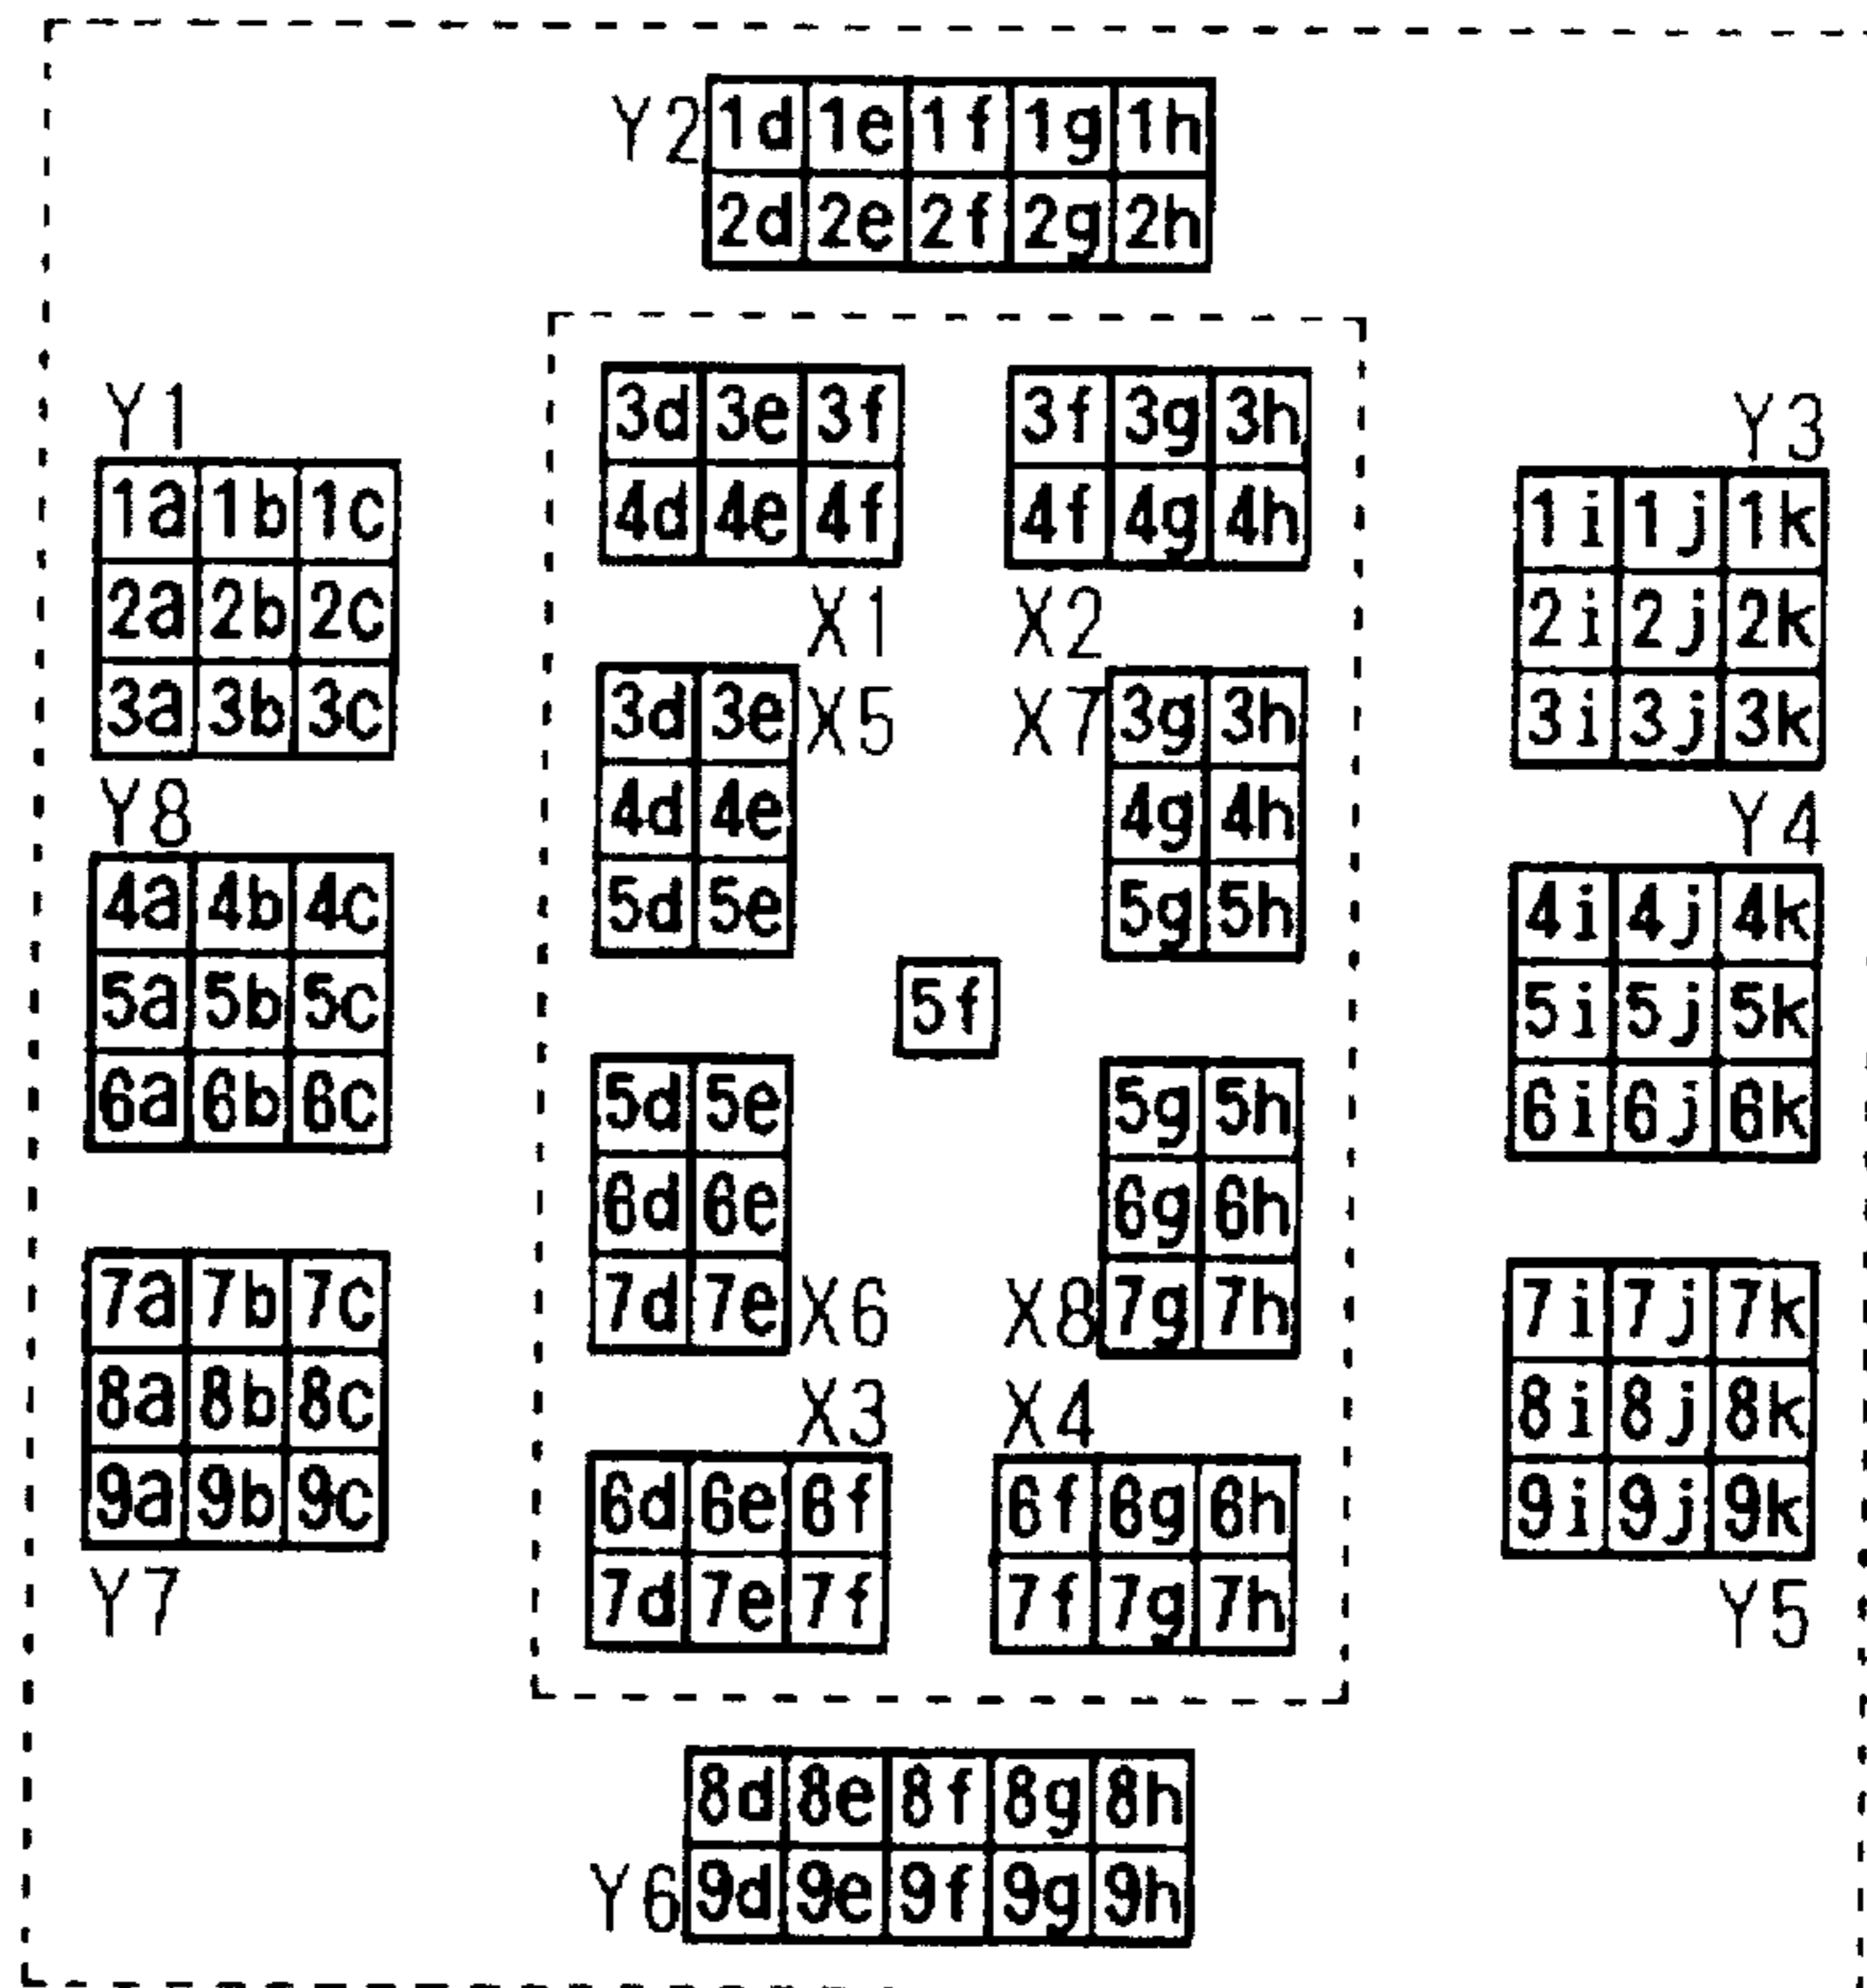 Y2 1d 1e 1f 1g 1h
2d 2e 2f 2g 2h
Y1
1a 1b 1c
2a 2b 2c
3a 3b 3c
Y8
4a 4b 4c
5a 5b 5c
6a 6b 6c
7a 7b 7c
8a 8b 8c
9a 9b 9c
Y7
3d 3e 3f
4d 4e 4f
X1
3f 3g 3h
4f 4g 4h
X2
3d 3e X5
4d 4e
5d 5e
X7 3g 3h
4g 4h
5g 5h
5f
5d 5e
6d 6e
7d 7e X6
5g 5h
6g 6h
X8 7g 7h
X3
6d 6e 6f
7d 7e 7f
X4
6f 6g 6h
7f 7g 7h
Y3
1i 1j 1k
2i 2j 2k
3i 3j 3k
Y4
4i 4j 4k
5i 5j 5k
6i 6j 6k
7i 7j 7k
8i 8j 8k
9i 9j 9k
Y5
8d 8e 8f 8g 8h
Y6 9d 9e 9f 9g 9h